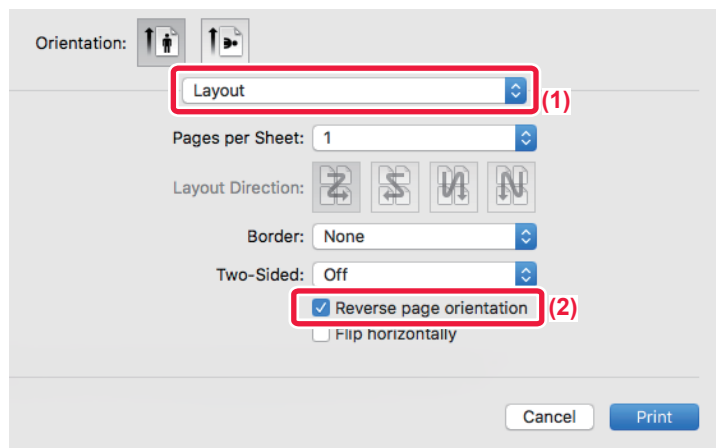 Orientation:
Layout
(1)
Pages per Sheet: 1
Layout Direction:
Border: None
Two-Sided: Off
Reverse page orientation
(2)
Flip horizontally
Cancel Print